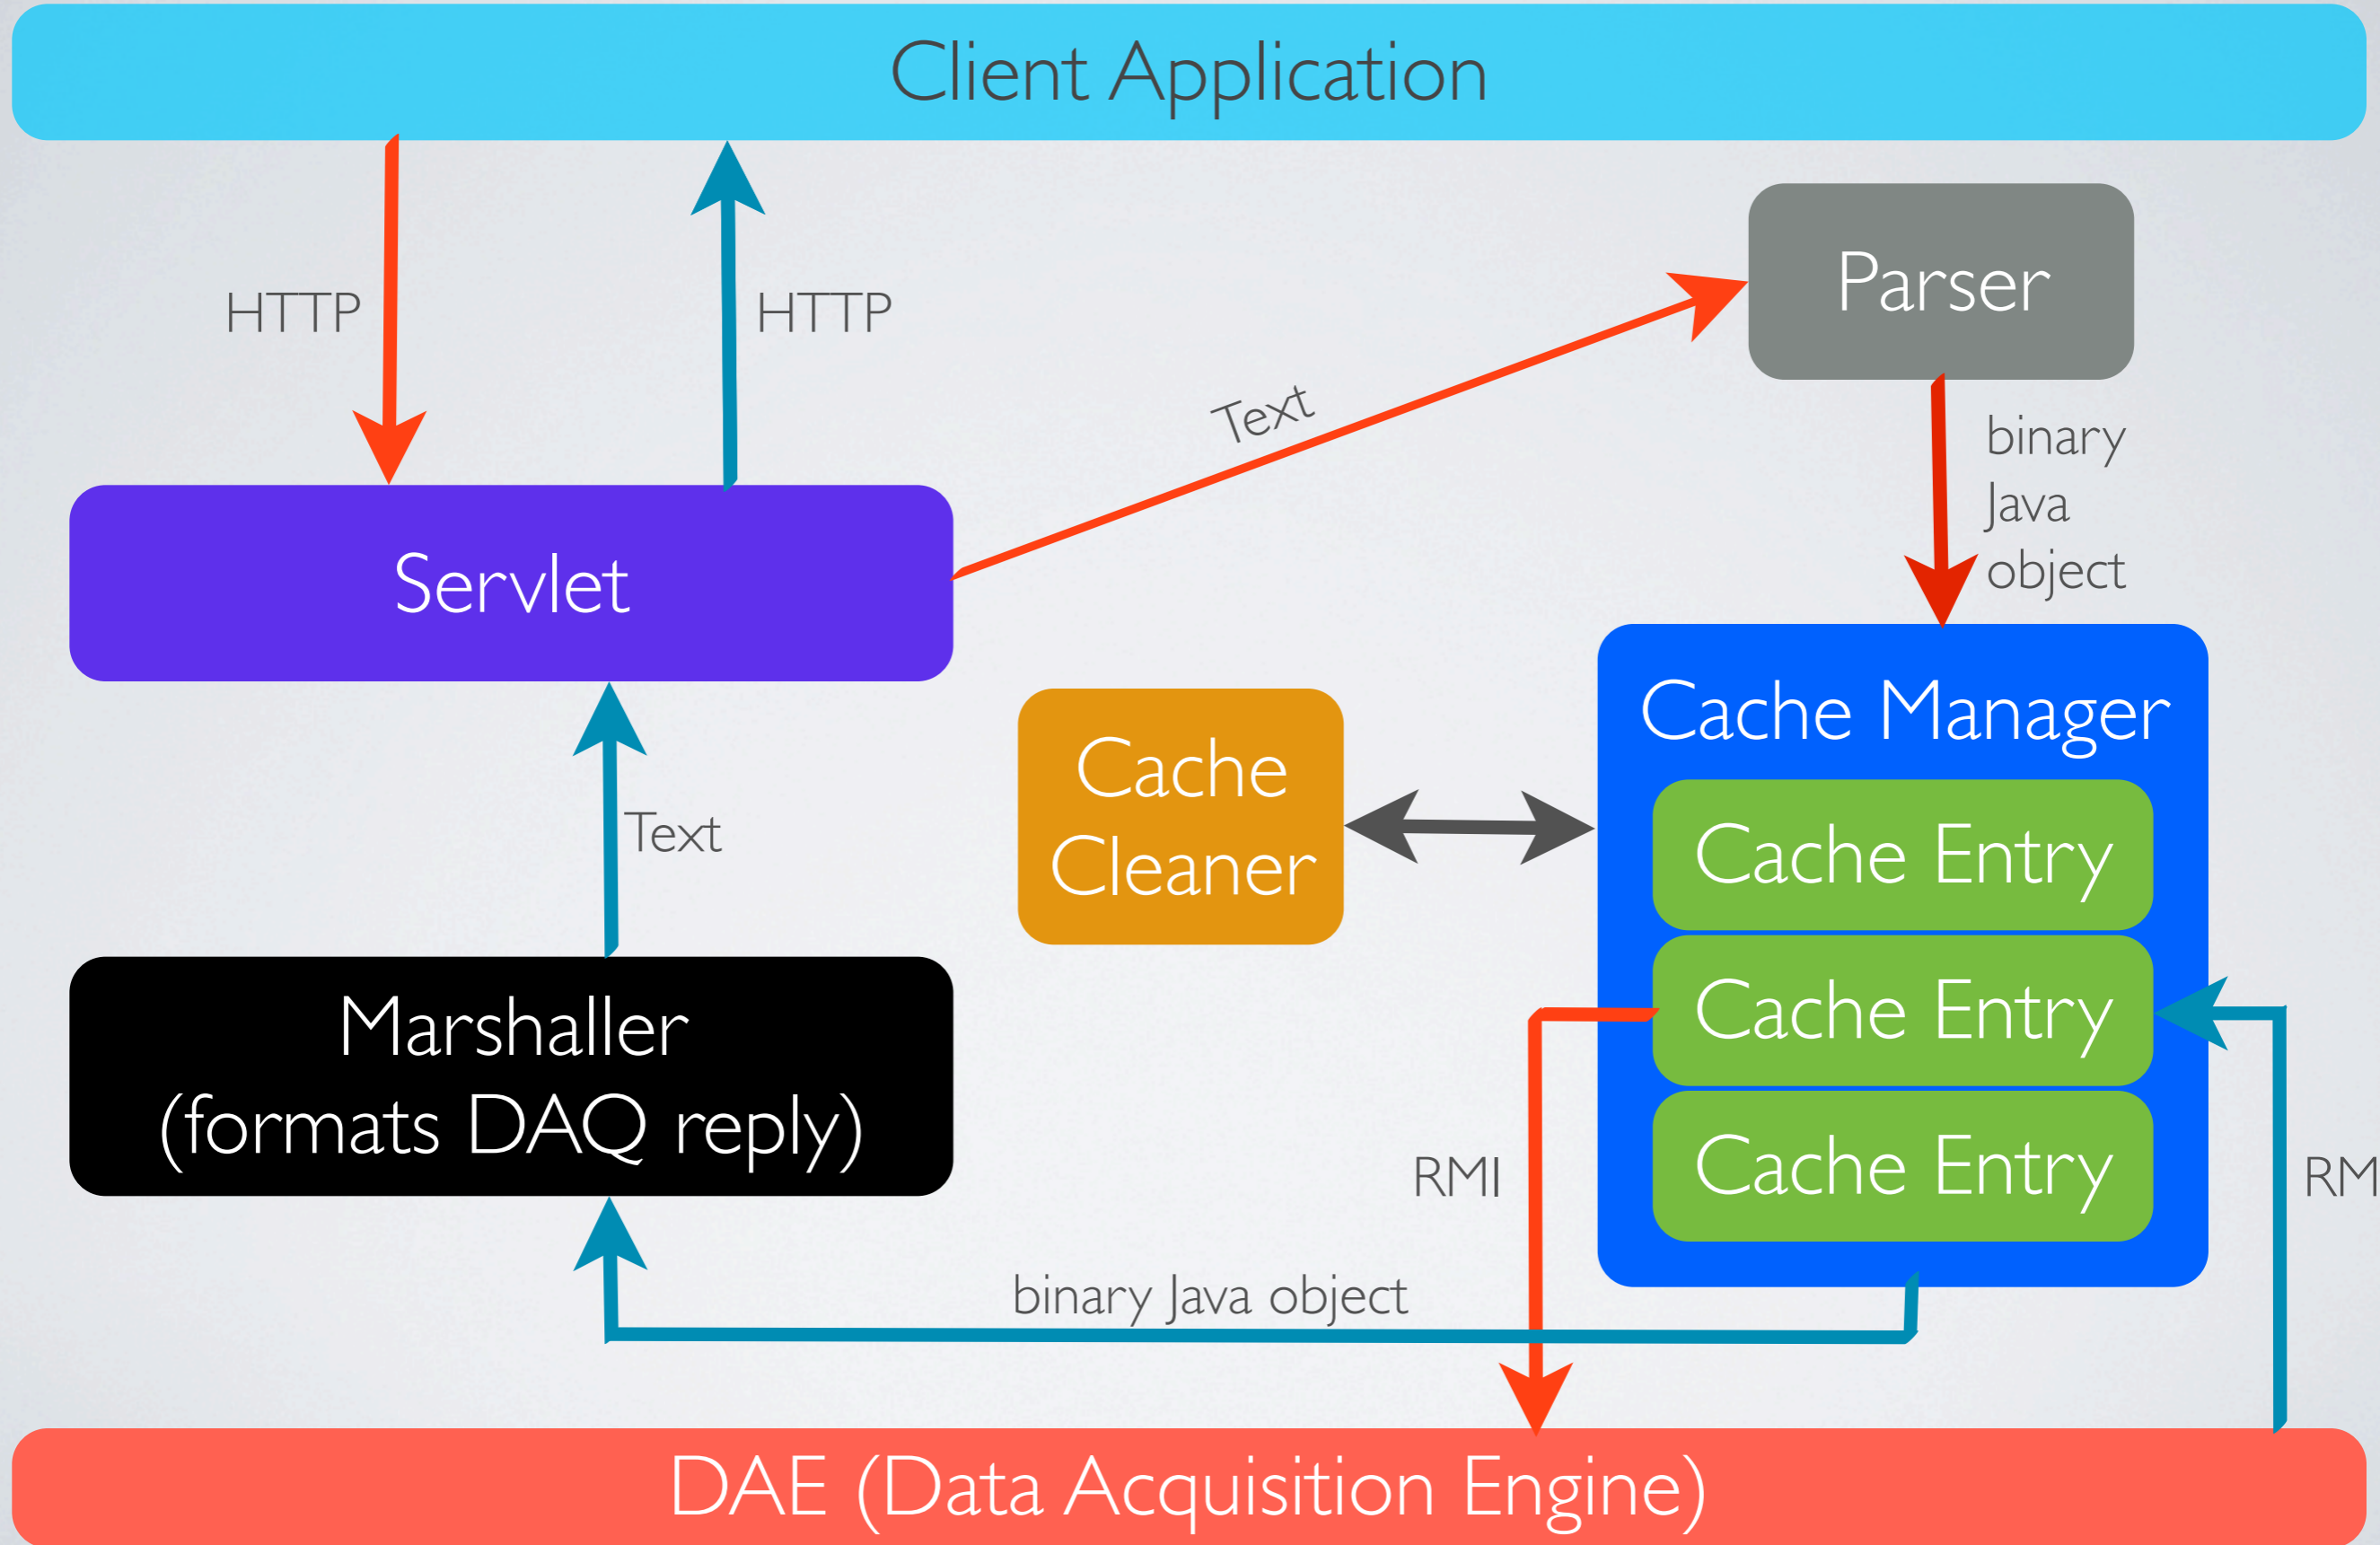 Client Application
HTTP
HTTP
Parser
Text
binary
Java
object
Servlet
Cache Manager
Cache
Cleaner
Cache Entry
Text
Marshaller
(formats DAQ reply)
Cache Entry
Cache Entry
RMI
RM
binary Java object
DAE (Data Acquisition Engine)